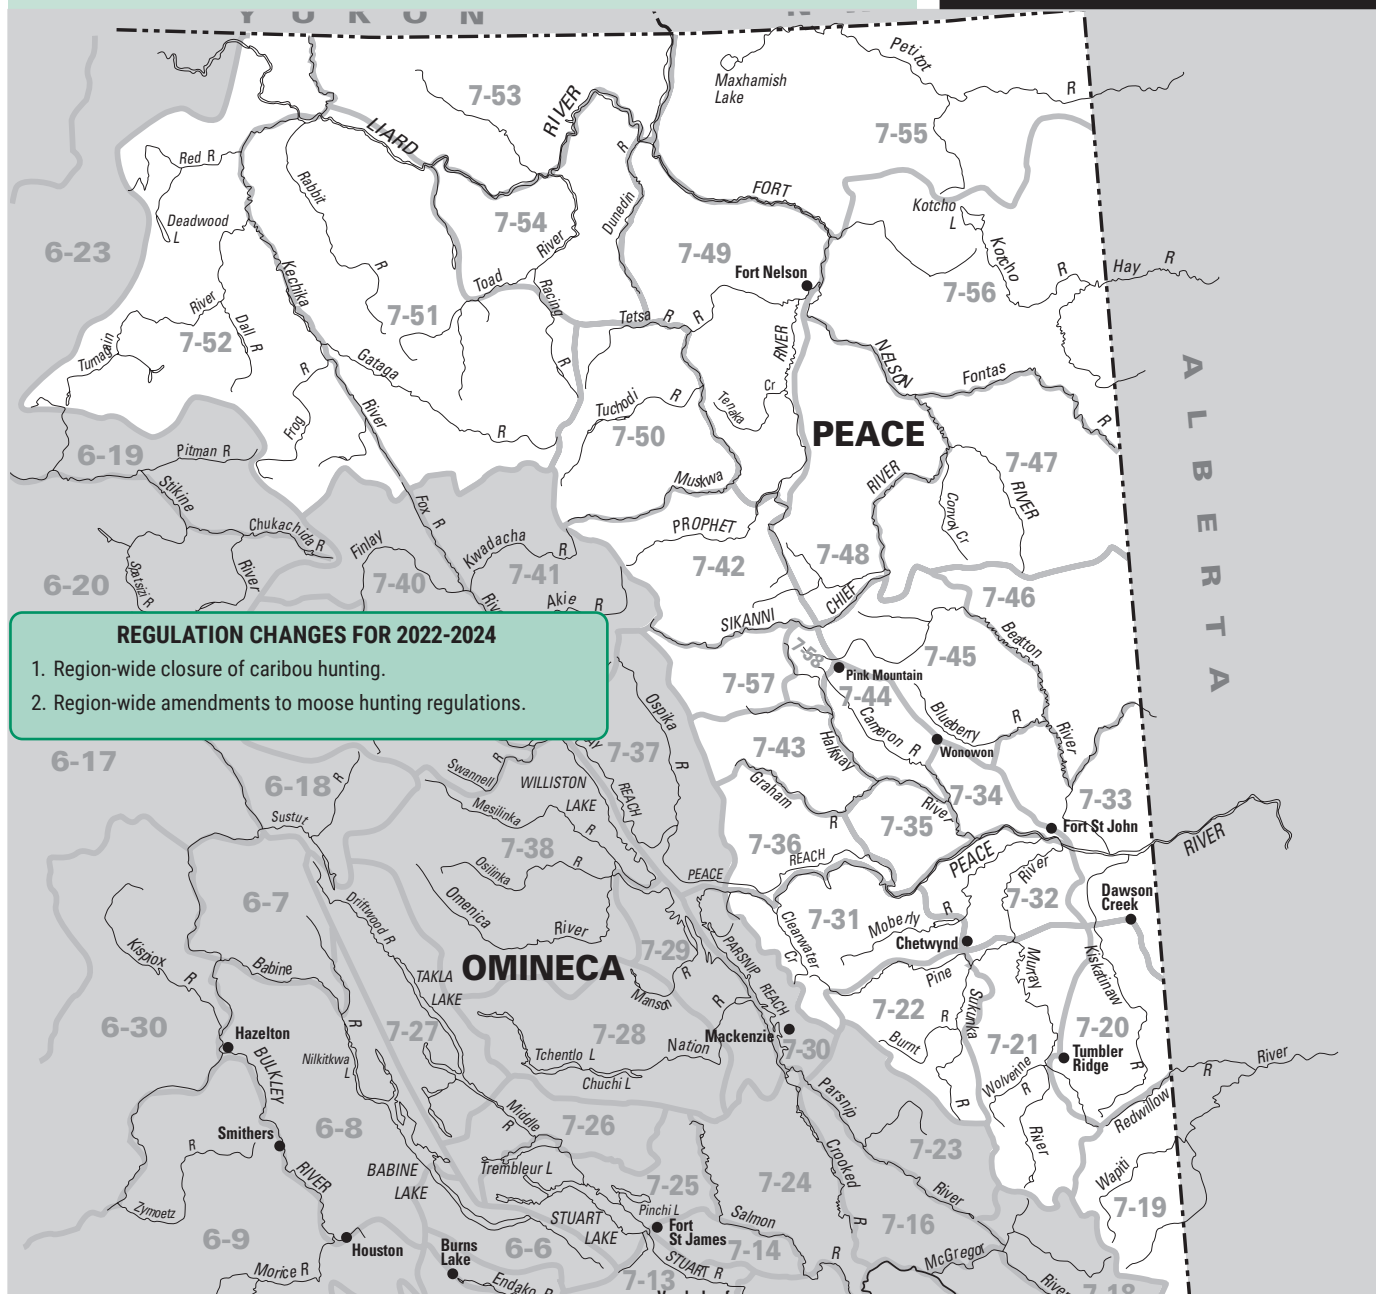 YUKON
Maxhamish
Lake
Petitot
R
7-53
LIARD
RIVER
7-55
Red R
Rabbit
R
Dunedin
R
FORT
Kotcho
L
Deadwood
L
7-54
6-23
Kechika
River
7-49
Kotcho
R
Hay R
Toad
Racing
Fort Nelson
7-56
River
7-51
Tetsa R
R
7-52
Dall R
Turnagain
R
Gataga
R
RIVER
NELSON
Fontas
R
Frog
River
R
Tuchodi
R
Tenaka
Cr
PEACE
7-50
6-19
Pitman R
7-47
Muskwa
RIVER
RIVER
Stikine
Fox R
Conroy Cr
Chukachida R
Finlay
Kwadacha
R
PROPHET
7-48
6-20
Spatsizi R
River
7-40
7-41
7-42
Akie R
7-46
SIKANNI
CHIEF
Beatton
REGULATION CHANGES FOR 2022-2024
1. Region-wide closure of caribou hunting.
2. Region-wide amendments to moose hunting regulations.
7-58
7-45
7-57
Pink Mountain
7-44
Ospika
R
Blueberry
R
River
Cameron R
6-17
7-37
7-43
Halfway
Wonowon
Swannell
R
WILLISTON
LAKE
REACH
6-18
R
Graham
R
7-34
7-33
Mesilinka
R
Sustut
River
7-35
Fort St John
7-38
7-36
REACH
PEACE
RIVER
Osilinka
R
PEACE
River
7-32
Dawson
Creek
6-7
Driftwood R
Omenica
River
7-31
Moberly
R
Clearwater
Cr
Chetwynd
Kispiox
R
Babine
R
7-29
PARSNIP
REACH
Pine
Murray
Kiskatinaw
OMINECA
TAKLA
LAKE
Manson
R
R
7-22
Sukunka
R
6-30
Hazelton
7-27
7-28
Mackenzie
7-30
Burnt
R
7-21
7-20
BULKLEY
Nilkitkwa
L
Tchentlo L
Nation
Tumbler
Ridge
R
River
R
Chuchi L
Parsnip
Wolverine
R
Redwillow
Middle
R
7-26
Smithers
6-8
7-23
River
R
RIVER
BABINE
LAKE
Trembleur L
Crooked
R
Wapiti
7-25
7-24
River
7-19
Zymoetz
Pinchi L
Salmon
R
7-16
STUART
LAKE
Fort
St James
6-9
Houston
Burns
Lake
6-6
7-14
McGregor
Morice R
Endako R
7-13
STUART R
River
7-18
ALBERTA